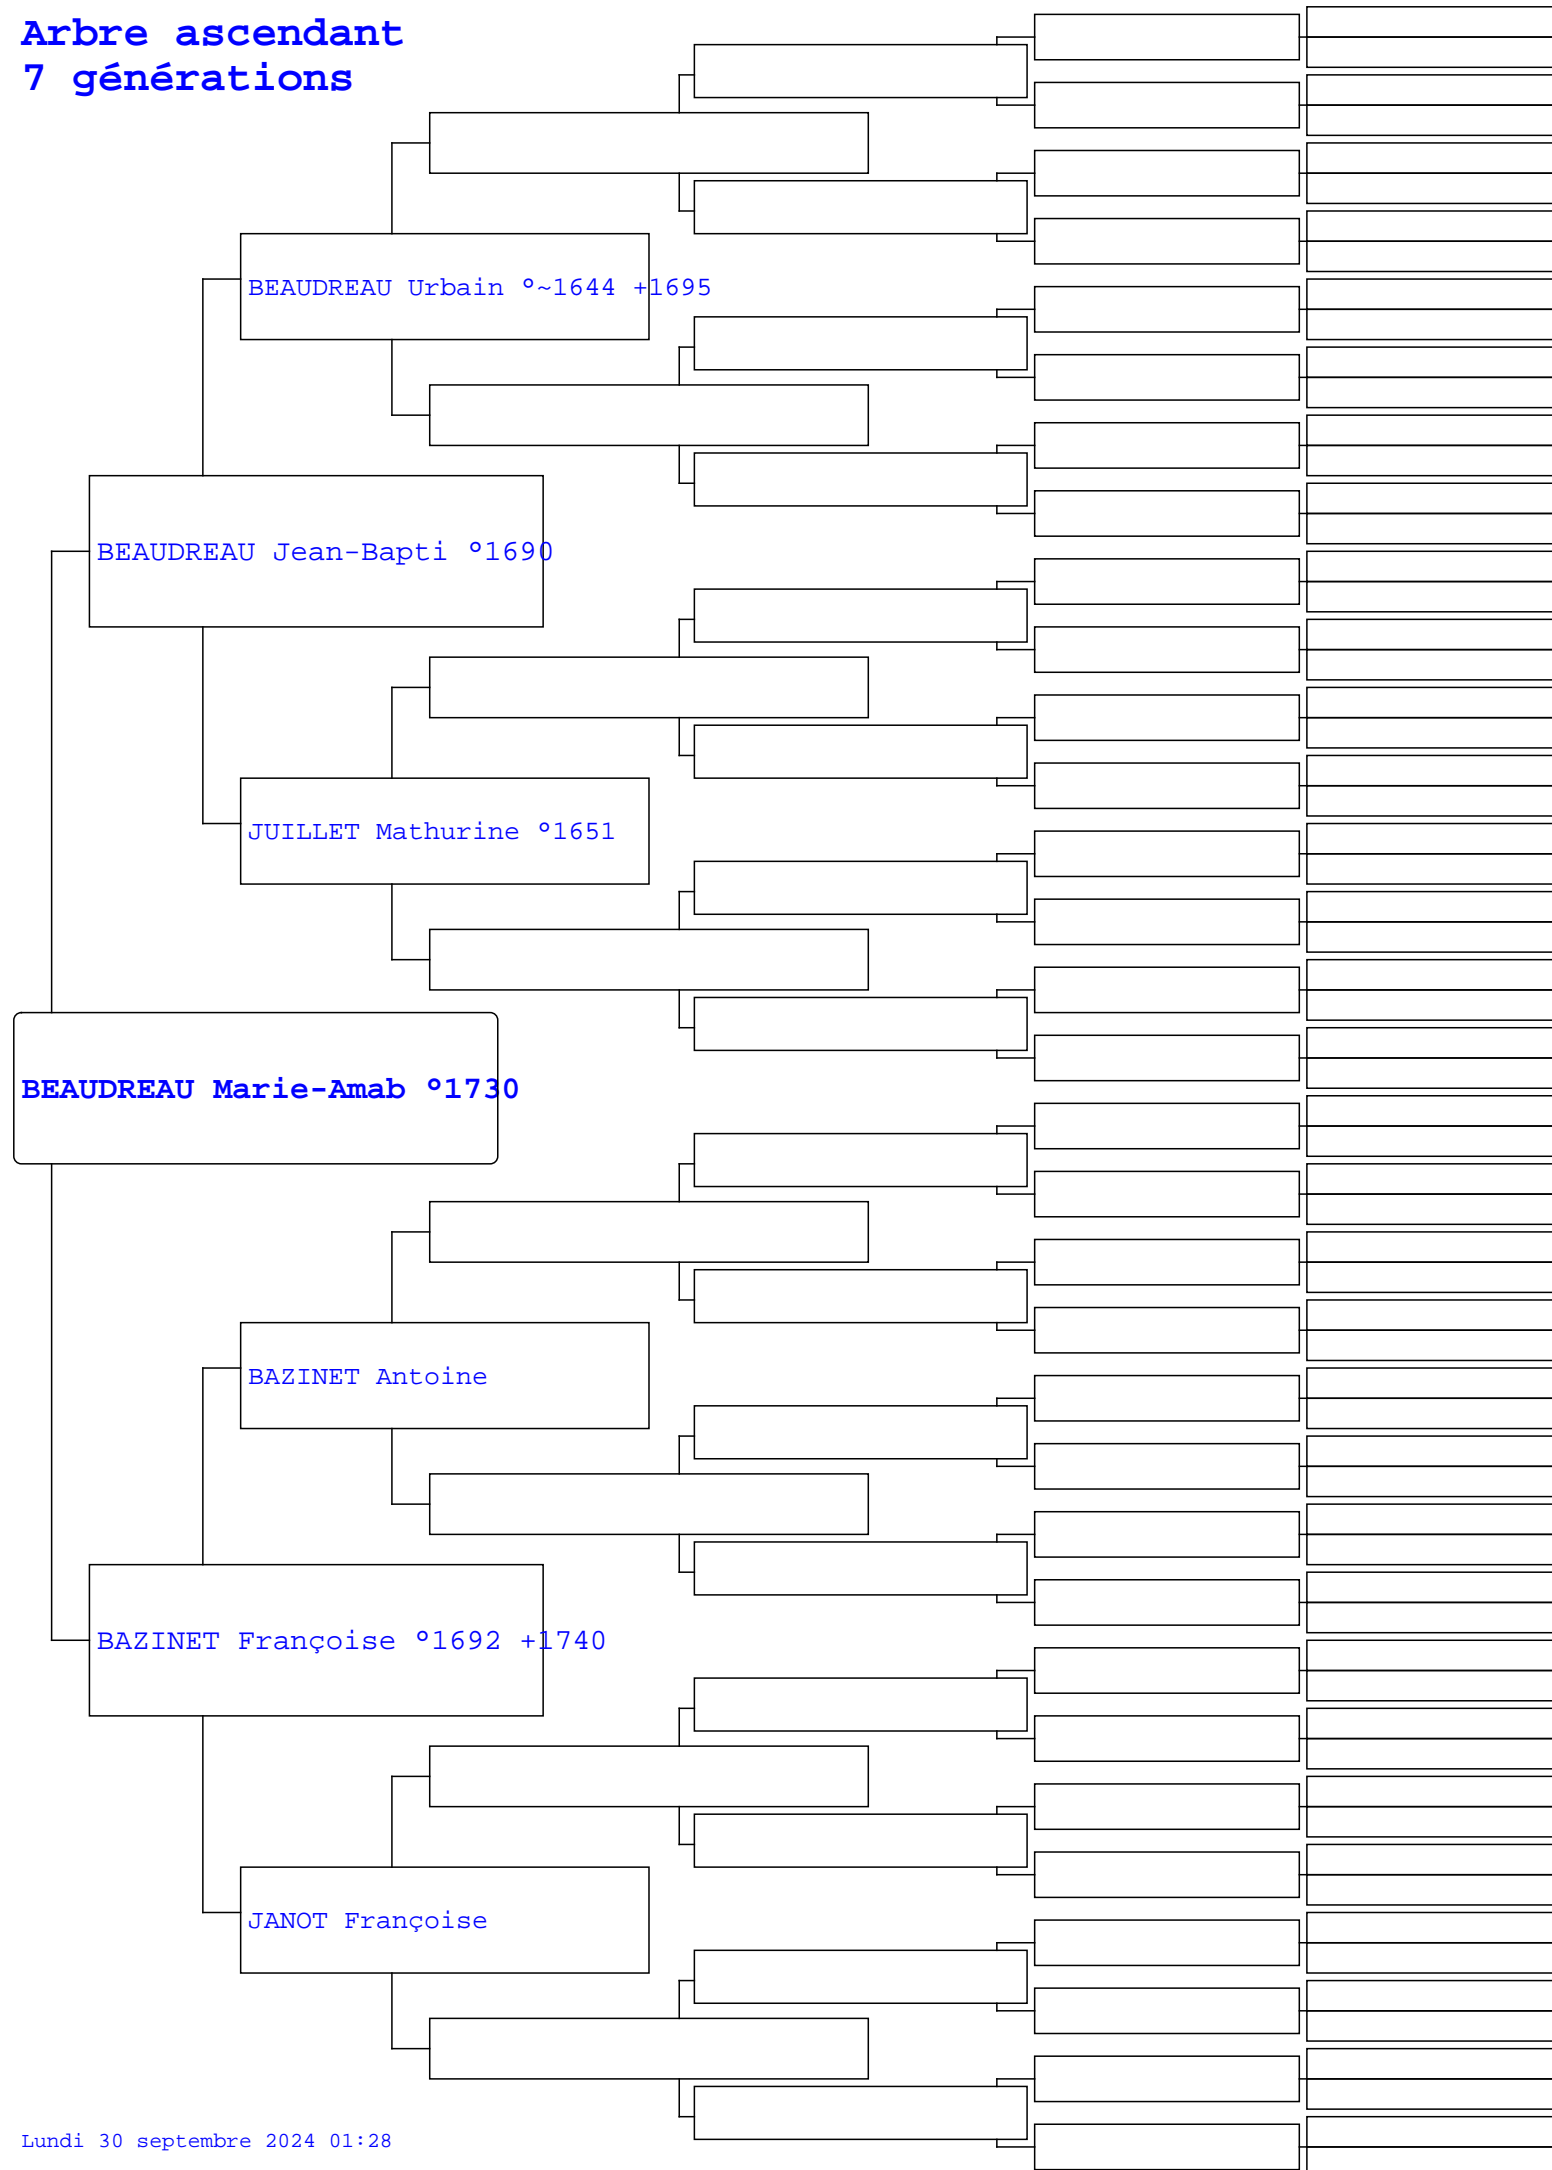 Arbre ascendant
7 générations
BEAUDREAU Urbain °~1644 +1695
BEAUDREAU Jean-Bapti °1690
JUILLET Mathurine °1651
BEAUDREAU Marie-Amab °1730
BAZINET Antoine
BAZINET Françoise °1692 +1740
JANOT Françoise
Lundi 30 septembre 2024 01:28